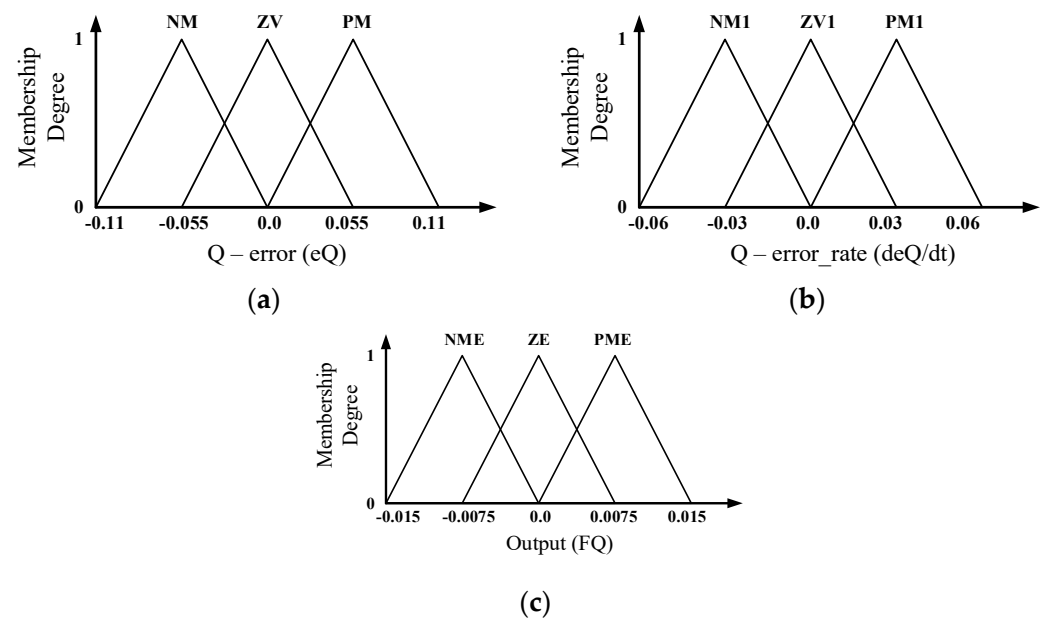 NM ZV PM
1
0
Membership
Degree
-0.11 -0.055 0.0 0.055 0.11
Q – error (eQ)
(a)
NM1 ZV1 PM1
1
0
Membership
Degree
-0.06 -0.03 0.0 0.03 0.06
Q – error_rate (deQ/dt)
(b)
NME ZE PME
1
0
Membership
Degree
-0.015 -0.0075 0.0 0.0075 0.015
Output (FQ)
(c)